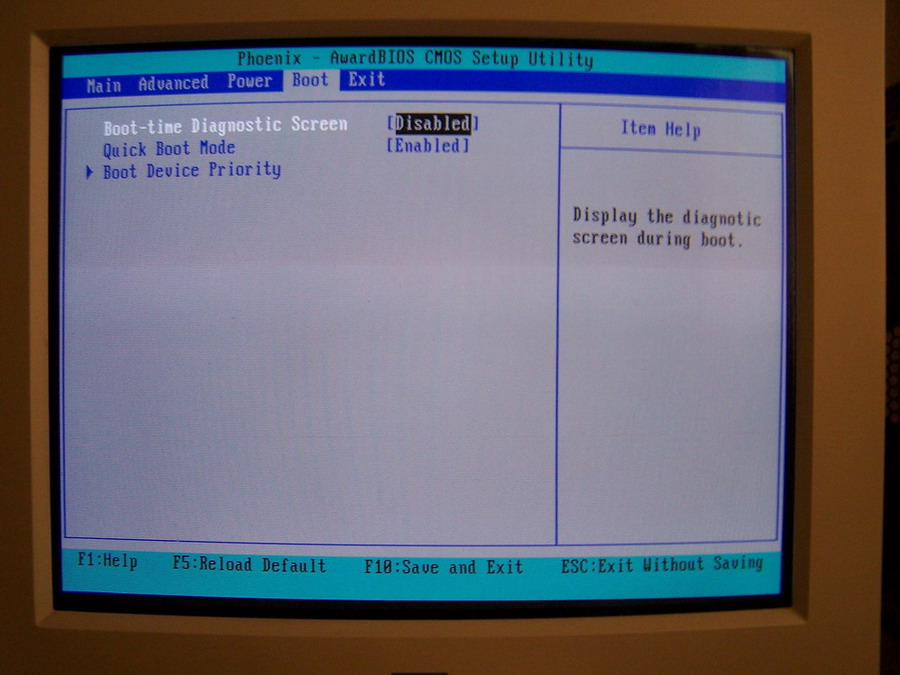 Phoenix - AwardBIOS CMOS Setup Utility
Main Advanced Power Boot Exit
Boot-time Diagnostic Screen [Disabled]
Quick Boot Mode [Enabled]
Boot Device Priority
Item Help
Display the diagnotic
screen during boot.
F1:Help F5:Reload Default F10:Save and Exit ESC:Exit Without Saving